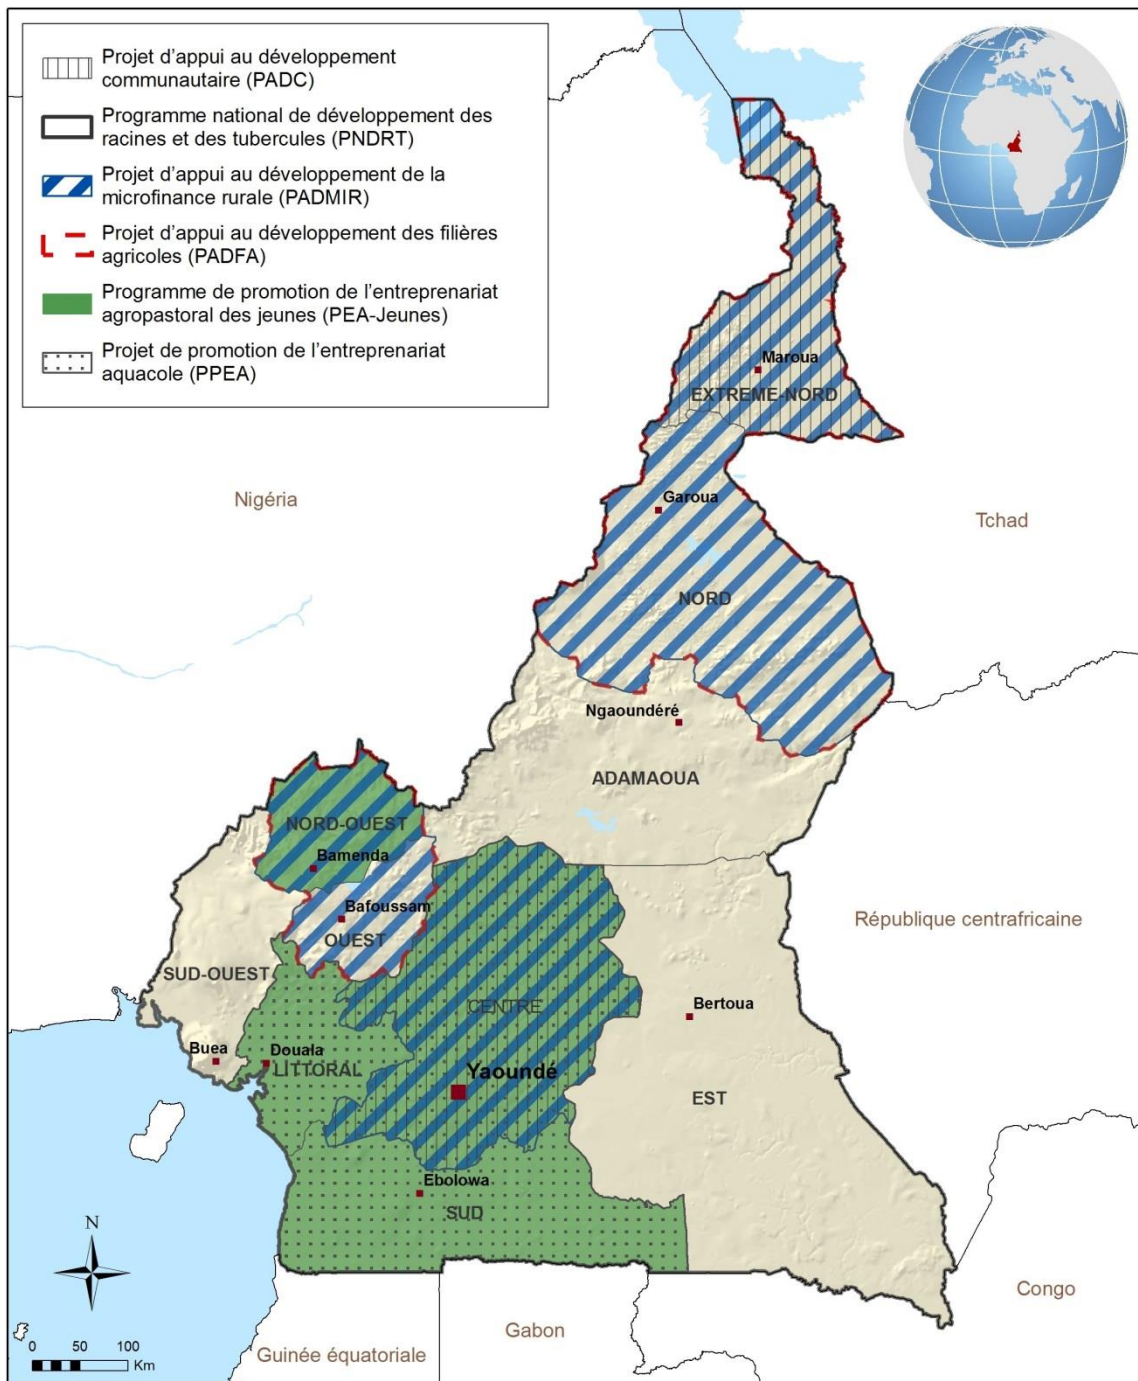 Projet d'appui au développement
communautaire (PADC)
Programme national de développement des
racines et des tubercules (PNDRT)
Projet d'appui au développement de la
microfinance rurale (PADMIR)
Projet d'appui au développement des filières
agricoles (PADFA)
Programme de promotion de l'entreprenariat
agropastoral des jeunes (PEA-Jeunes)
Projet de promotion de l'entreprenariat
aquacole (PPEA)
Maroua
EXTREME-NORD
Nigéria
Garoua
Tchad
NORD
Ngaoundéré
ADAMAOUA
NORD-OUEST
Bamenda
Bafoussam
OUEST
République centrafricaine
SUD-OUEST
CENTRE
Bertoua
Buea
Douala
LITTORAL
Yaoundé
EST
Ebolowa
SUD
N
Congo
Gabon
Guinée équatoriale
0 50 100
Km